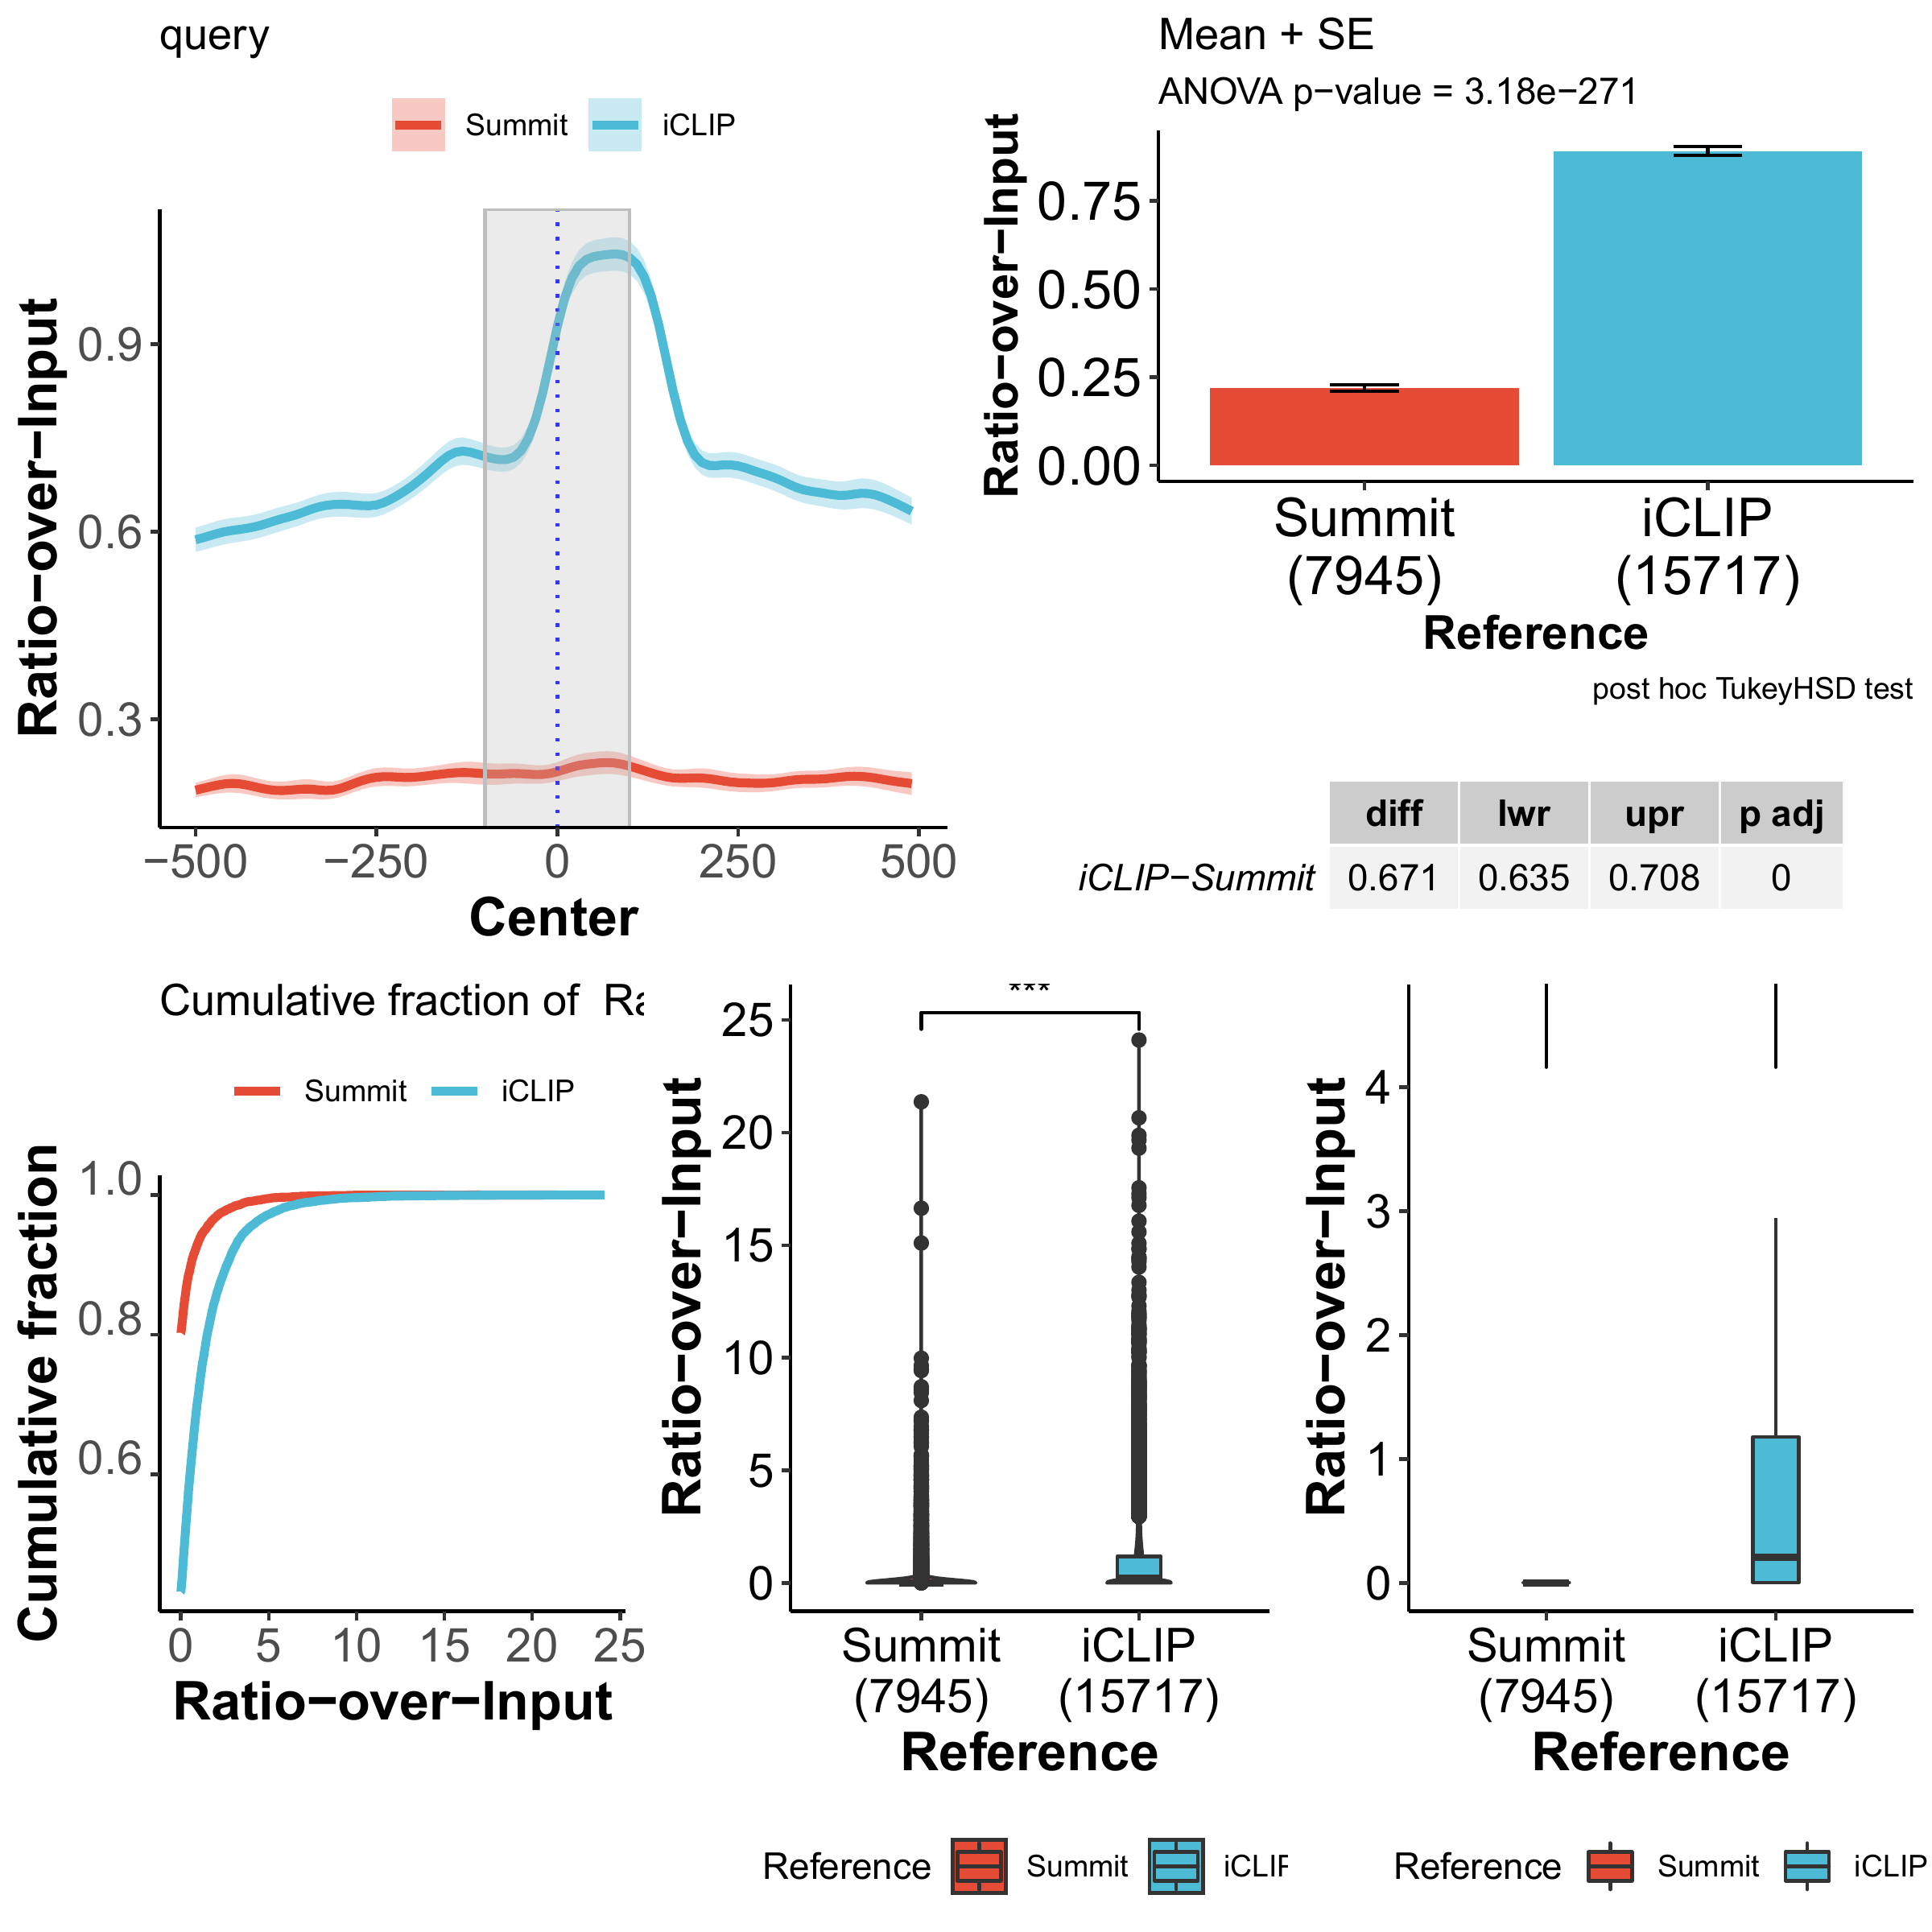 query
Summit iCLIP
Ratio−over−Input
0.9
0.6
0.3
−500 −250 0 250 500
Center
Mean + SE
ANOVA p−value = 3.18e−271
Ratio−over−Input
0.75
0.50
0.25
0.00
Summit iCLIP
(7945) (15717)
Reference
post hoc TukeyHSD test
diff lwr upr p adj
iCLIP−Summit 0.671 0.635 0.708 0
Cumulative fraction of
Summit iCLIP
Cumulative fraction
1.0
0.8
0.6
0 5 10 15 20 25
Ratio−over−Input
***
Ratio−over−Input
25
20
15
10
5
0
Summit iCLIP
(7945) (15717)
Reference
Reference Summit
Ratio−over−Input
4
3
2
1
0
Summit iCLIP
(7945) (15717)
Reference
Reference Summit iCLIP